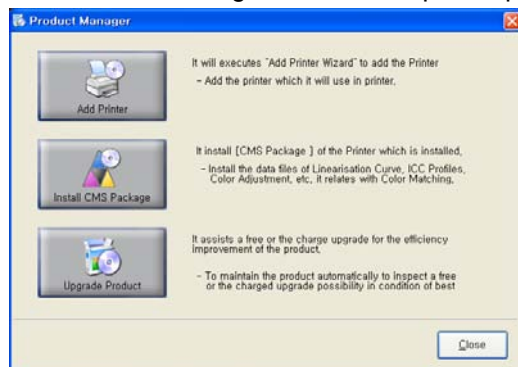 Product Manager
It will executes "Add Printer Wizard" to add the Printer
- Add the printer which it will use in printer,
Add Printer
It install [CMS Package ] of the Printer which is installed,
- Install the data files of Linearisation Curve, ICC Profiles,
Color Adjustment, etc, it relates with Color Matching,
Install CMS Package
It assists a free or the charge upgrade for the efficiency
improvement of the product,
- To maintain the product automatically to inspect a free
or the charged upgrade possibility in condition of best
Upgrade Product
Close